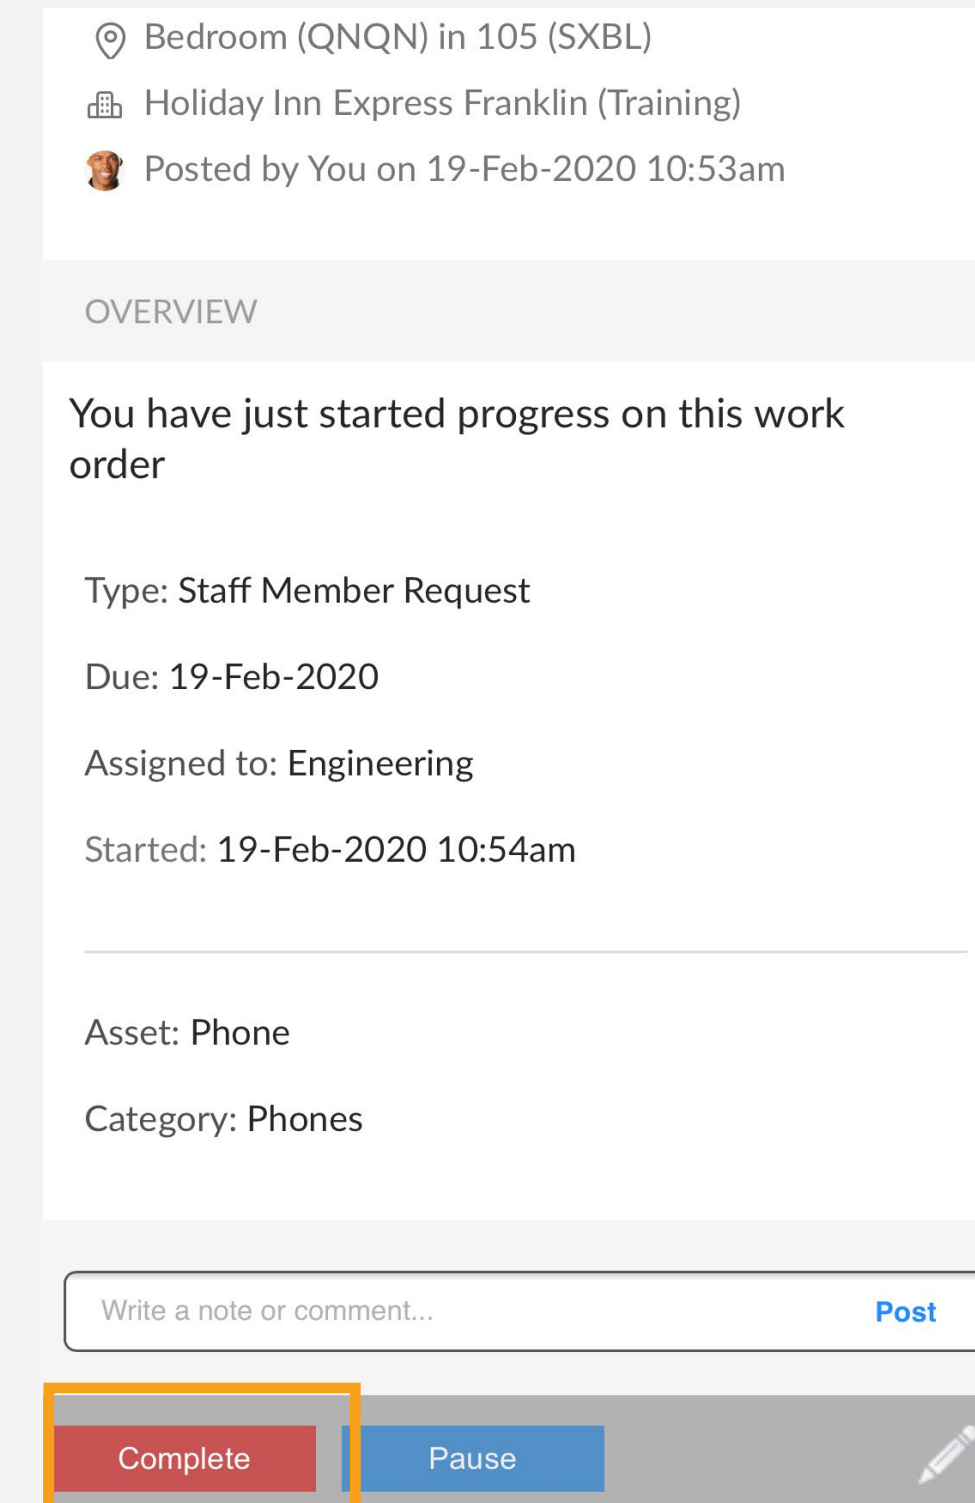 Bedroom (QNQN) in 105 (SXBL)
Holiday Inn Express Franklin (Training)
Posted by You on 19-Feb-2020 10:53am
OVERVIEW
You have just started progress on this work
order
Type: Staff Member Request
Due: 19-Feb-2020
Assigned to: Engineering
Started: 19-Feb-2020 10:54am
Asset: Phone
Category: Phones
Write a note or comment... Post
Complete Pause